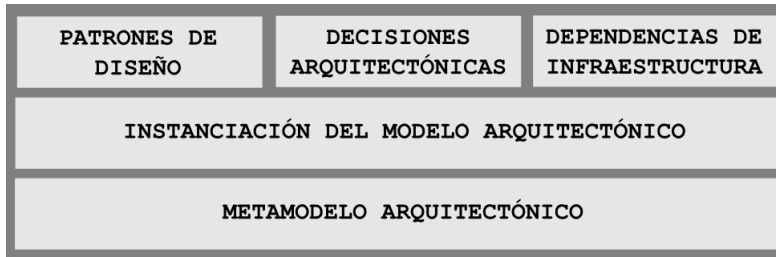 PATRONES DE
DISEÑO
DECISIONES
ARQUITECTÓNICAS
DEPENDENCIAS DE
INFRAESTRUCTURA
INSTANCIACIÓN DEL MODELO ARQUITECTÓNICO
METAMODELO ARQUITECTÓNICO